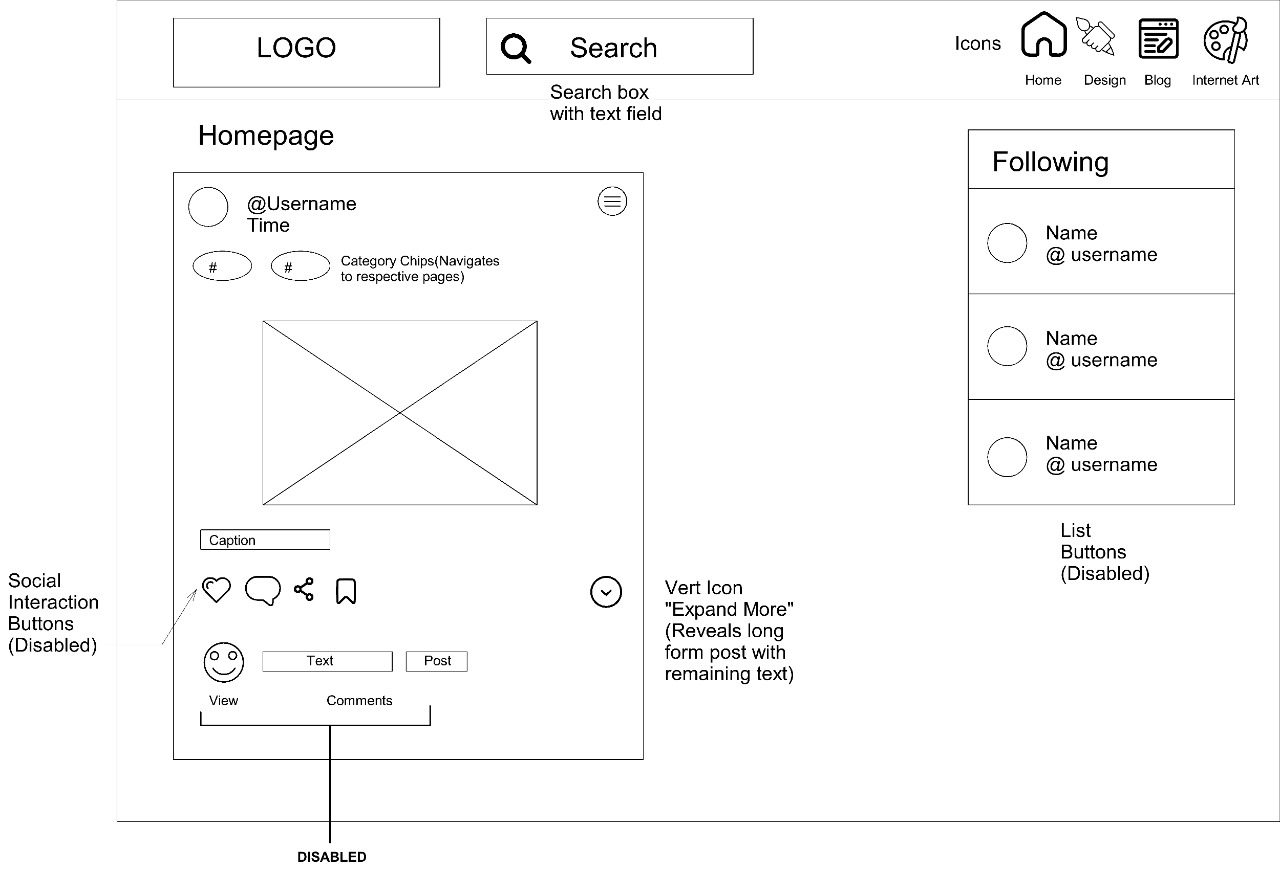 LOGO
Search
Icons
Home
Design
Blog
Internet Art
Search box
with text field
Homepage
Following
@Username
Time
#
#
Category Chips(Navigates
to respective pages)
Name
@ username
Name
@ username
Name
@ username
List
Buttons
(Disabled)
Caption
Social
Interaction
Buttons
(Disabled)
Vert Icon
"Expand More"
(Reveals long
form post with
remaining text)
Text
Post
View
Comments
DISABLED